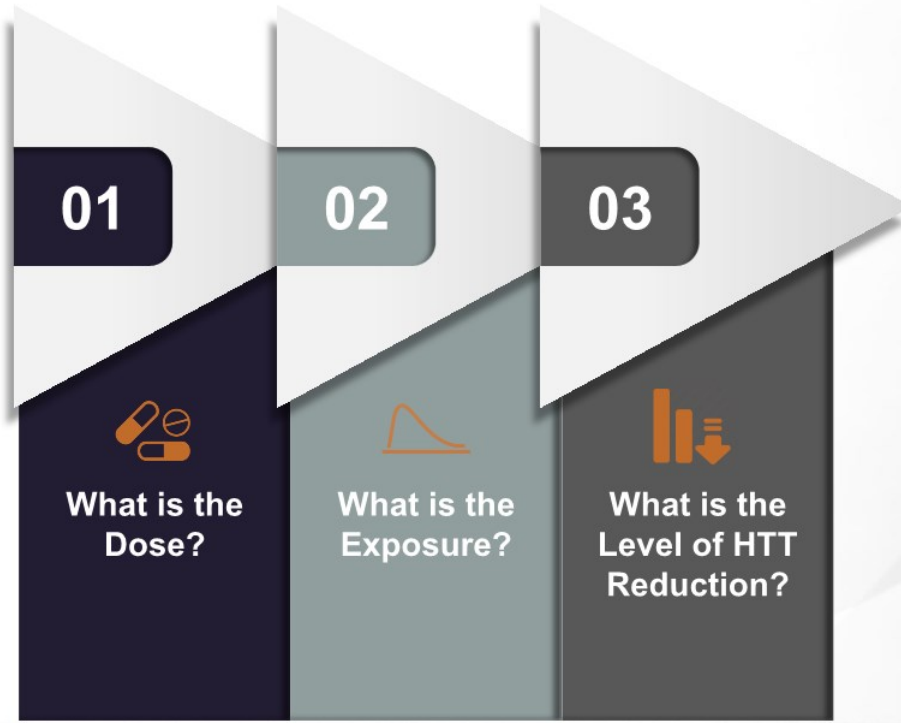 01
02
03
What is the
Dose?
What is the
Exposure?
What is the
Level of HTT
Reduction?